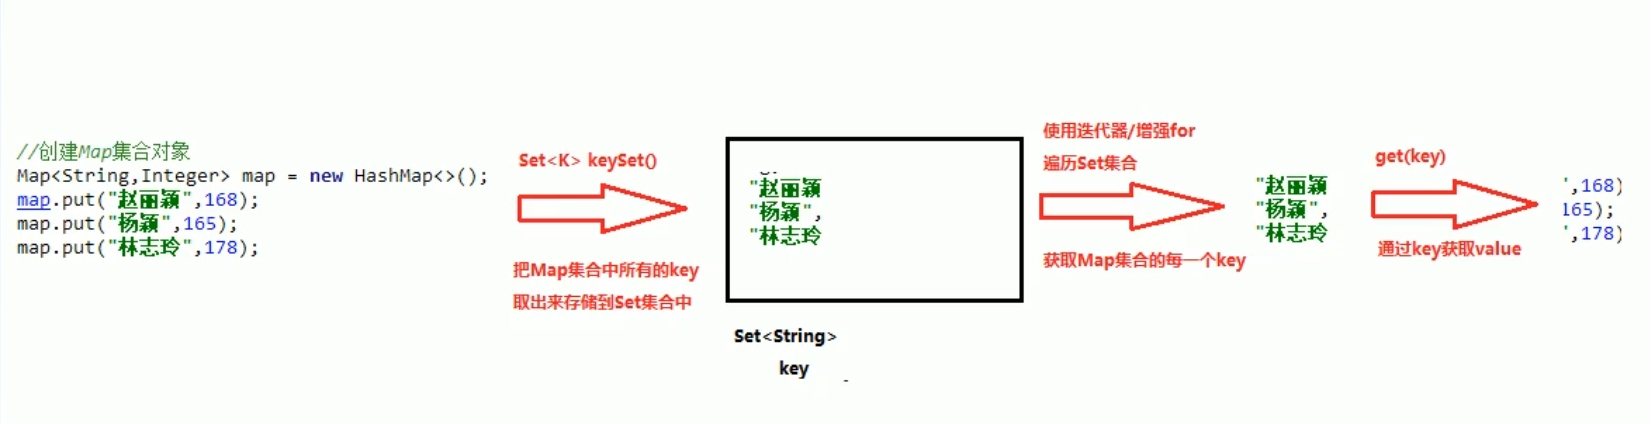 //创建Map集合对象
Map<String,Integer> map = new HashMap<>();
map.put("赵丽颖",168);
map.put("杨颖",165);
map.put("林志玲",178);
Set<K> keySet()
把Map集合中所有的key
取出来存储到Set集合中
"赵丽颖
"杨颖",
"林志玲
Set<String>
key
使用迭代器/增强for
遍历Set集合
获取Map集合的每一个key
"赵丽颖
"杨颖",
"林志玲
get(key)
通过key获取value
",168)
165);
",178)